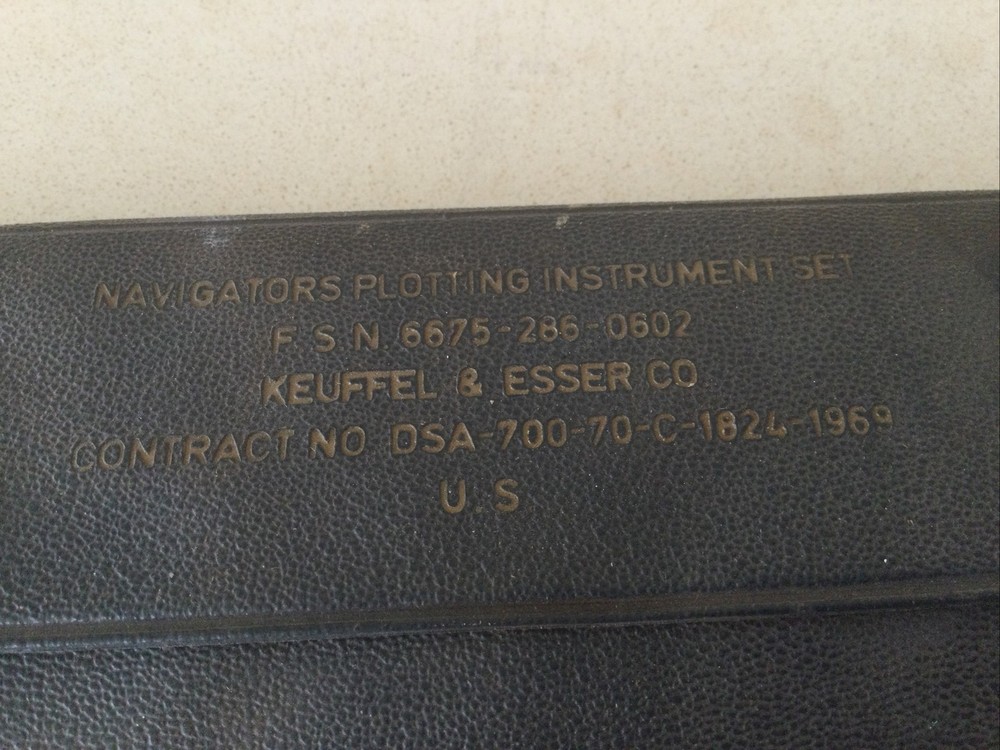 NAVIGATORS PLOTTING INSTRUMENT SET
F S N 6675-286-0602
KEUFFEL & ESSER CO
CONTRACT NO DSA-700-70-C-1824-1969
U.S